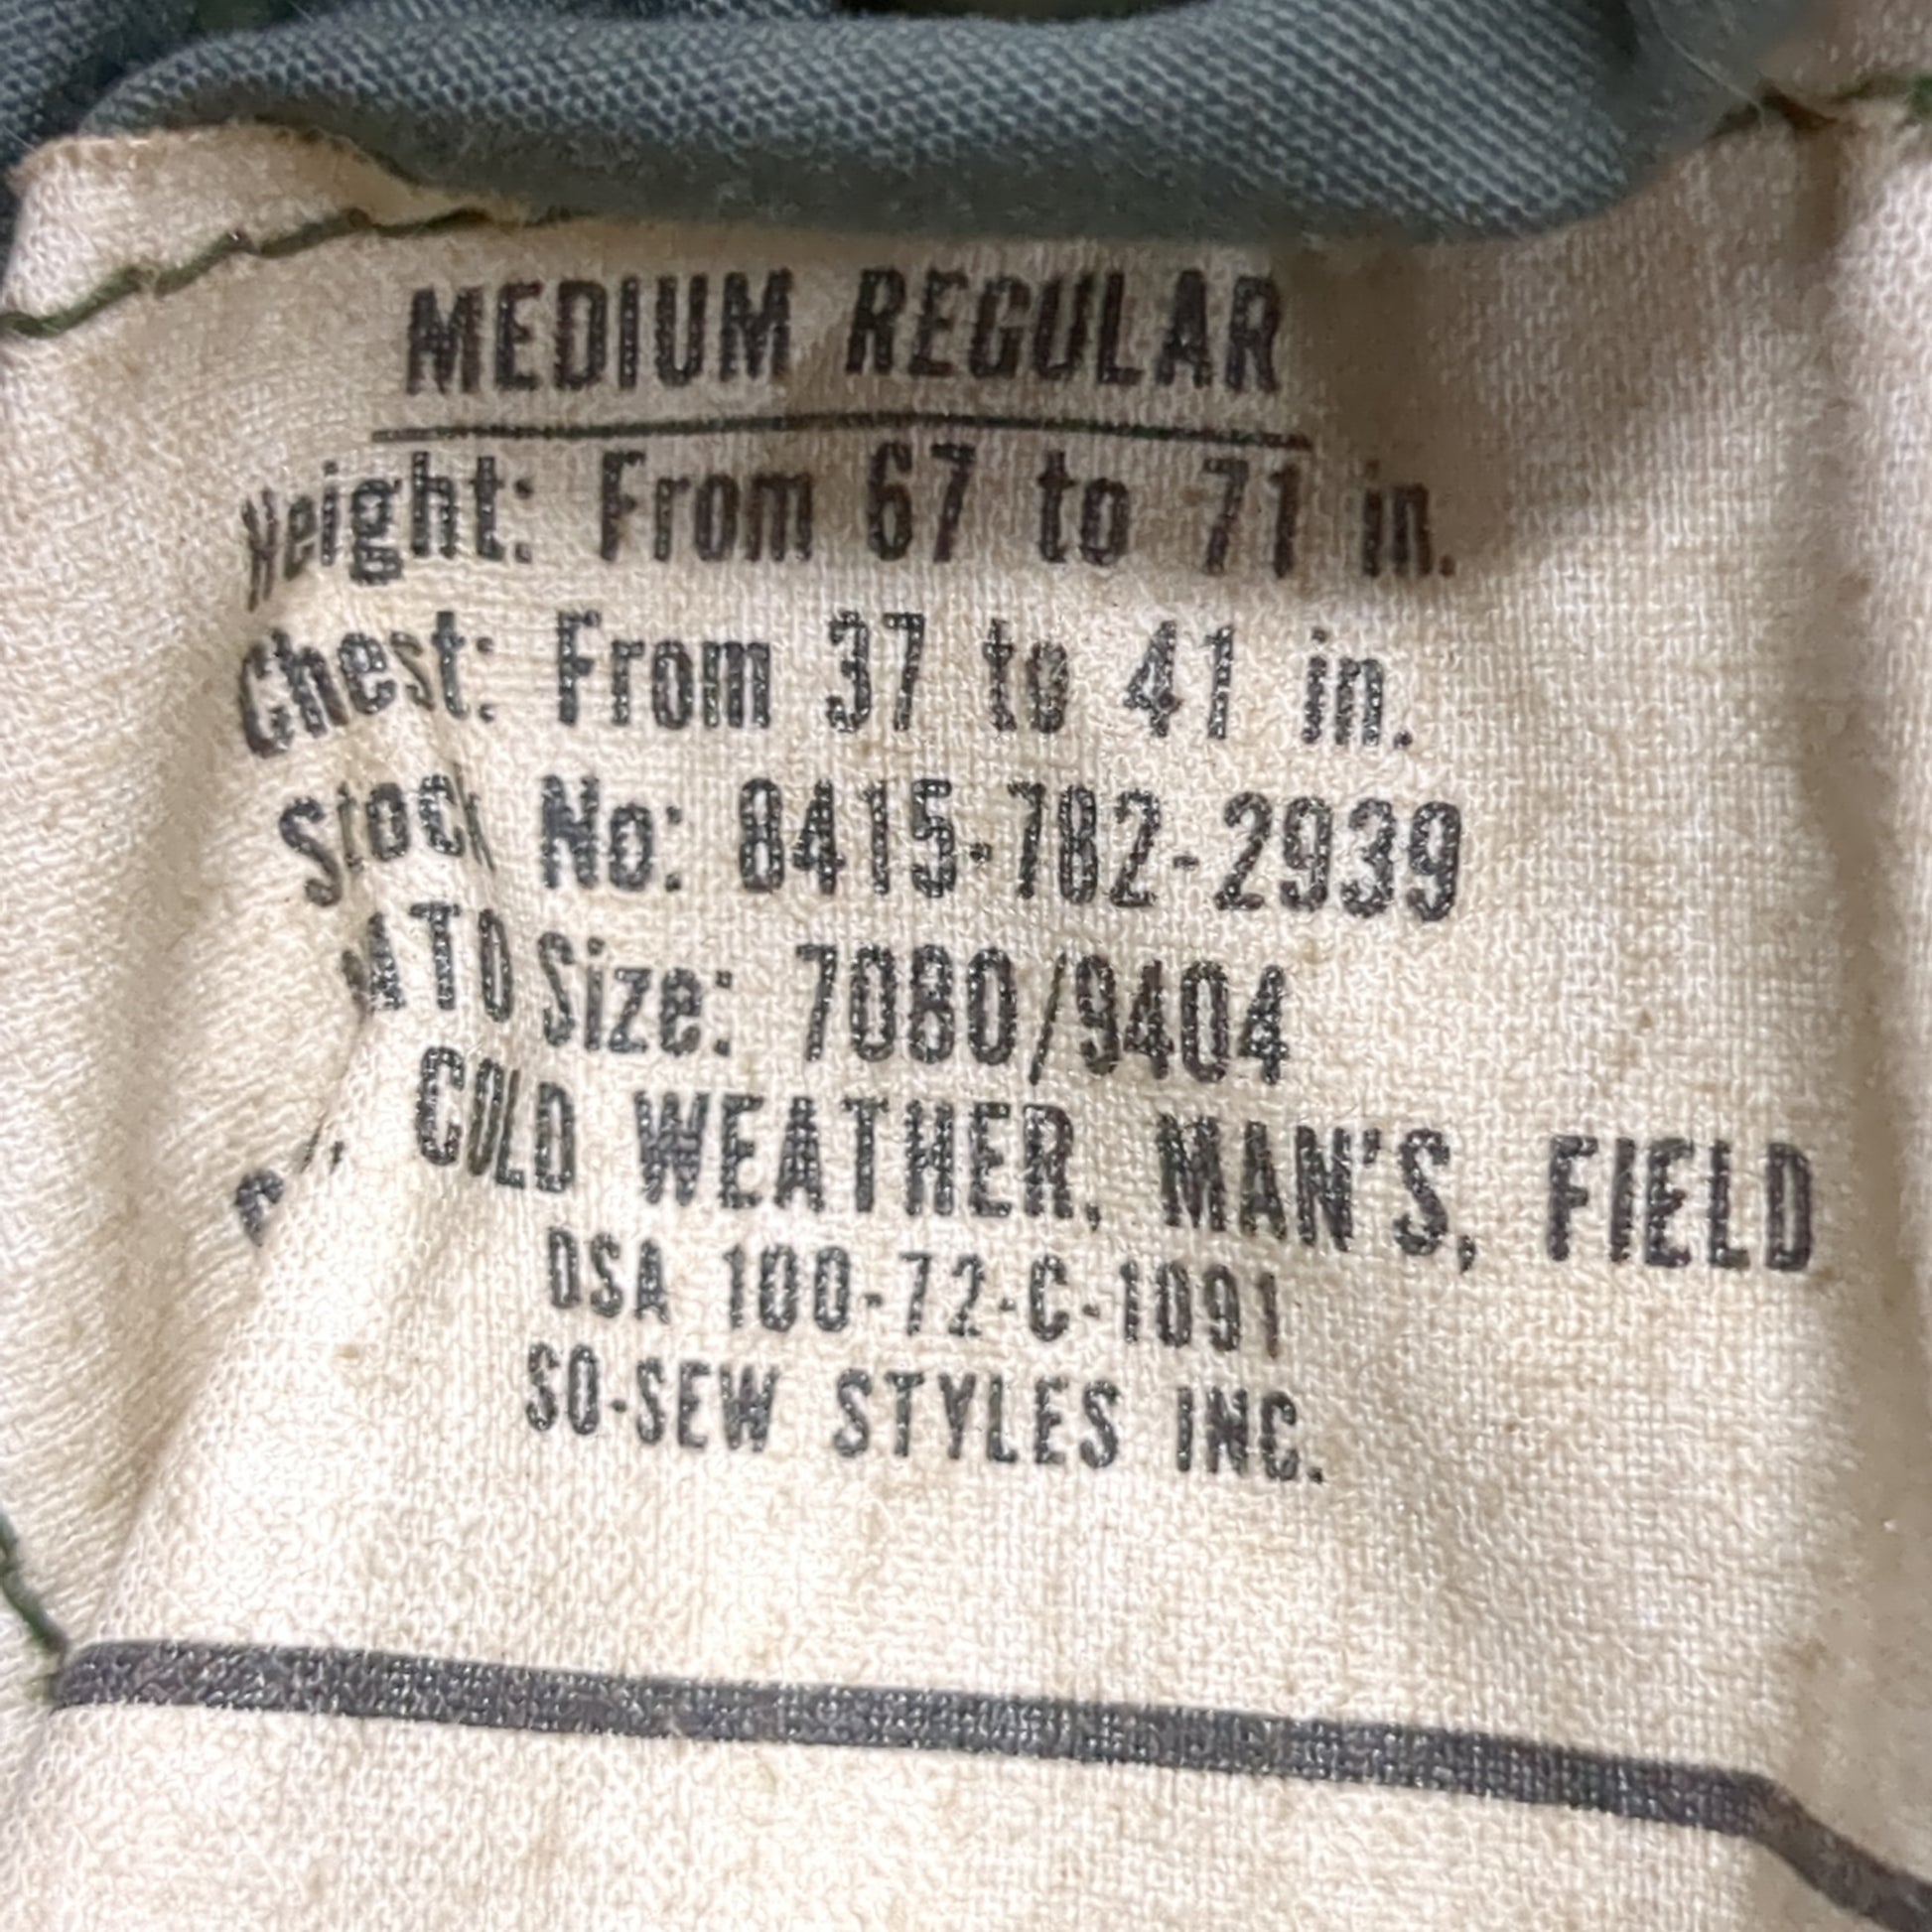 MEDIUM REGULAR
Height: From 67 to 71 in.
Chest: From 37 to 41 in.
Stock No: 8415-782-2939
Size: 7080/9404
COLD WEATHER, MAN'S, FIELD
DSA 100-72-C-1091
SO-SEW STYLES INC.